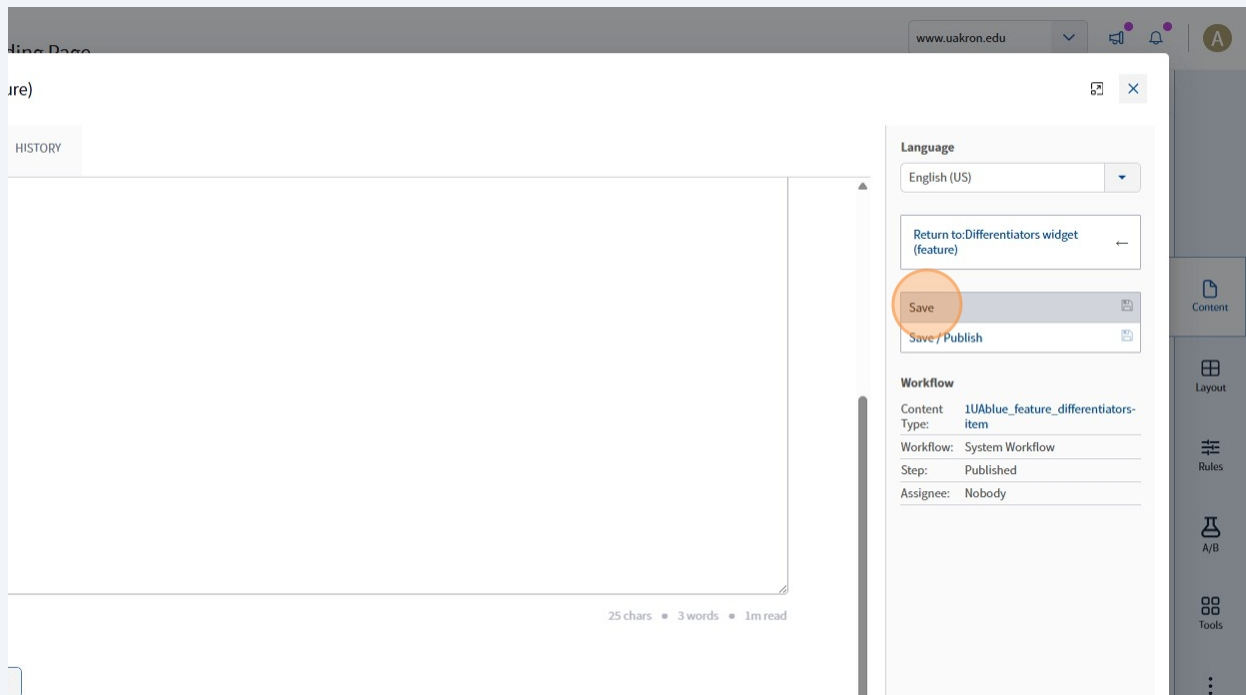 ding Page
www.uakron.edu
A
ure)
HISTORY
Language
English (US)
Return to:Differentiators widget
(feature)
Save
Save / Publish
Workflow
Content Type: 1UAblue_feature_differentiators-item
Workflow: System Workflow
Step: Published
Assignee: Nobody
25 chars 3 words 1m read
Content
Layout
Rules
A/B
Tools